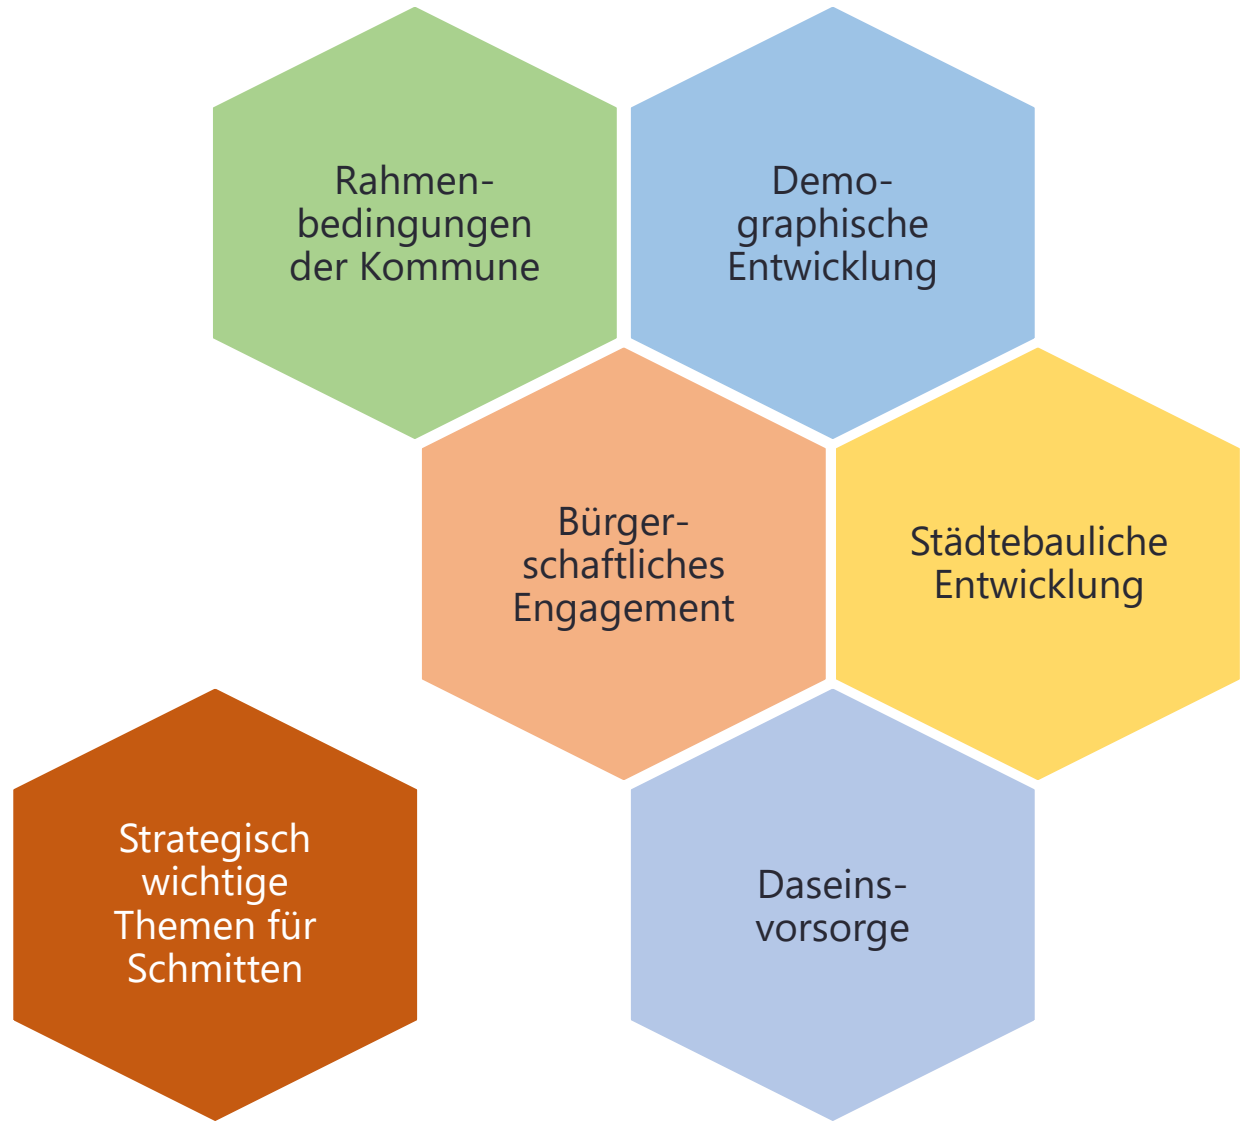 Rahmen-
bedingungen
der Kommune
Demo-
graphische
Entwicklung
Bürger-
schaftliches
Engagement
Städtebauliche
Entwicklung
Strategisch
wichtige
Themen für
Schmitten
Daseins-
vorsorge